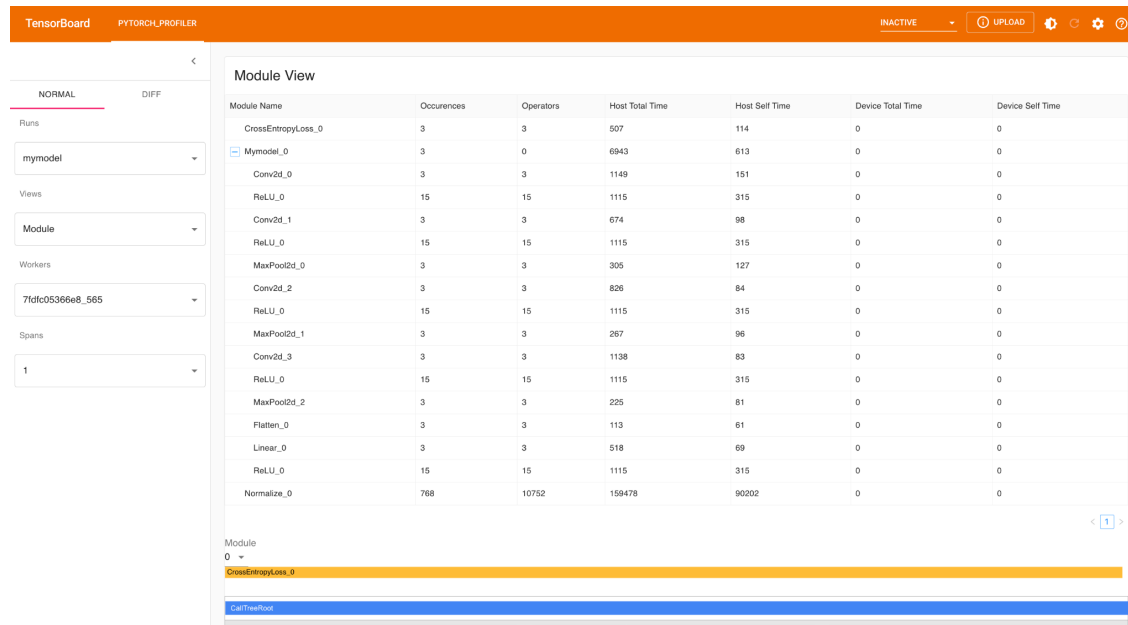 TensorBoard PYTORCH_PROFILER INACTIVE UPLOAD
NORMAL DIFF
Runs
mymodel
Views
Module
Workers
7fdfc05366e8_565
Spans
1
Module View
Module Name Occurences Operators Host Total Time Host Self Time Device Total Time Device Self Time
CrossEntropyLoss_0 3 3 507 114 0 0
Mymodel_0 3 0 6943 613 0 0
Conv2d_0 3 3 1149 151 0 0
ReLU_0 15 15 1115 315 0 0
Conv2d_1 3 3 674 98 0 0
ReLU_0 15 15 1115 315 0 0
MaxPool2d_0 3 3 305 127 0 0
Conv2d_2 3 3 826 84 0 0
ReLU_0 15 15 1115 315 0 0
MaxPool2d_1 3 3 267 96 0 0
Conv2d_3 3 3 1138 83 0 0
ReLU_0 15 15 1115 315 0 0
MaxPool2d_2 3 3 225 81 0 0
Flatten_0 3 3 113 61 0 0
Linear_0 3 3 518 69 0 0
ReLU_0 15 15 1115 315 0 0
Normalize_0 768 10752 159478 90202 0 0
< 1 >
Module
0
CrossEntropyLoss_0
CallTreeRoot